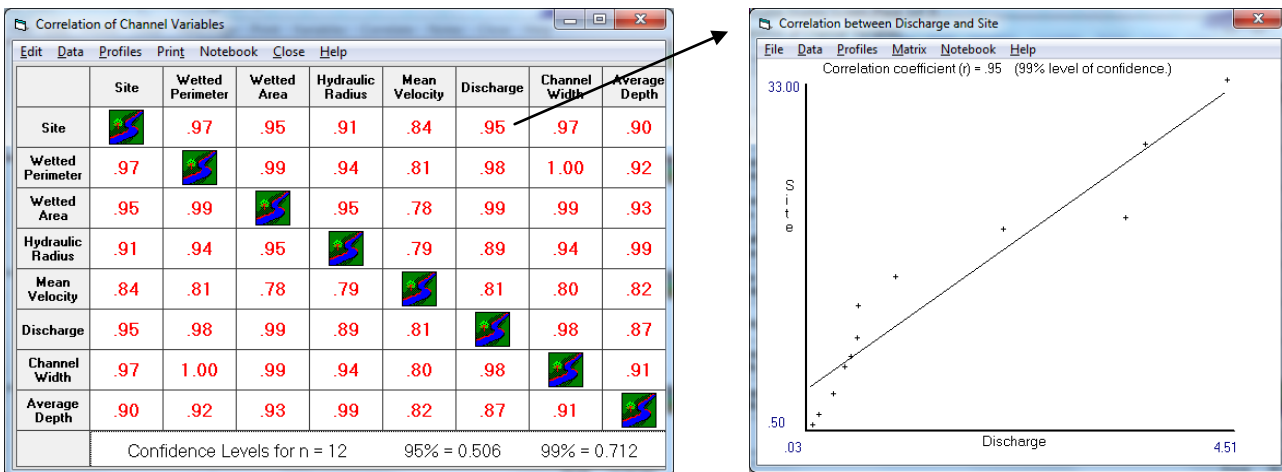 Correlation of Channel Variables
Edit Data Profiles Print Notebook Close Help
Site Wetted Perimeter Wetted Area Hydraulic Radius Mean Velocity Discharge Channel Width Average Depth
Site .97 .95 .91 .84 .95 .97 .90
Wetted Perimeter .97 .99 .94 .81 .98 1.00 .92
Wetted Area .95 .99 .95 .78 .99 .99 .93
Hydraulic Radius .91 .94 .95 .79 .89 .94 .99
Mean Velocity .84 .81 .78 .79 .81 .80 .82
Discharge .95 .98 .99 .89 .81 .98 .87
Channel Width .97 1.00 .99 .94 .80 .98 .91
Average Depth .90 .92 .93 .99 .82 .87 .91
Confidence Levels for n = 12 95% = 0.506 99% = 0.712
Correlation between Discharge and Site
File Data Profiles Matrix Notebook Help
Correlation coefficient (r) = .95 (99% level of confidence.)
33.00
Site
.50
.03
Discharge
4.51